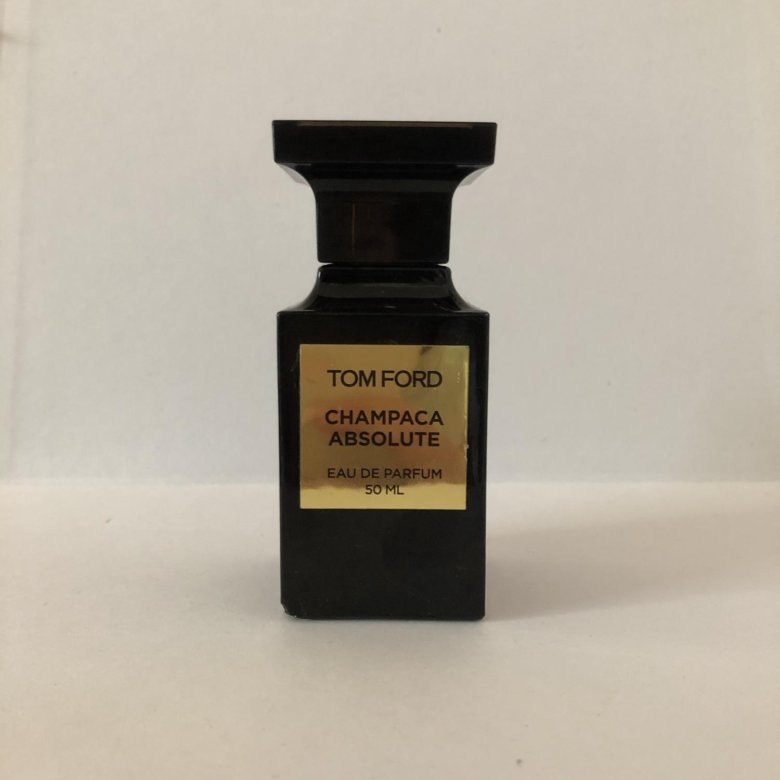 TOM FORD
CHAMPACA
ABSOLUTE
EAU DE PARFUM
50 ML